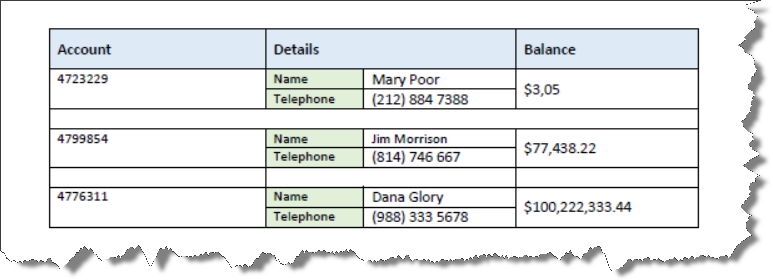 Account Details Balance
4723229 Name Mary Poor $3,05
Telephone (212) 884 7388
4799854 Name Jim Morrison $77,438.22
Telephone (814) 746 667
4776311 Name Dana Glory $100,222,333.44
Telephone (988) 333 5678